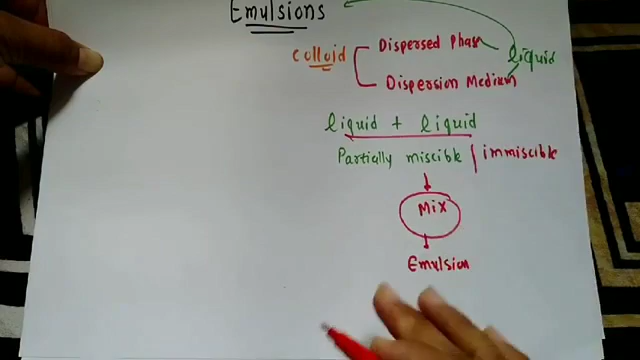 Emulsions
Colloid
Dispersed Phase
liquid
Dispersion Medium
liquid + liquid
Partially miscible | immiscible
Mix
Emulsion